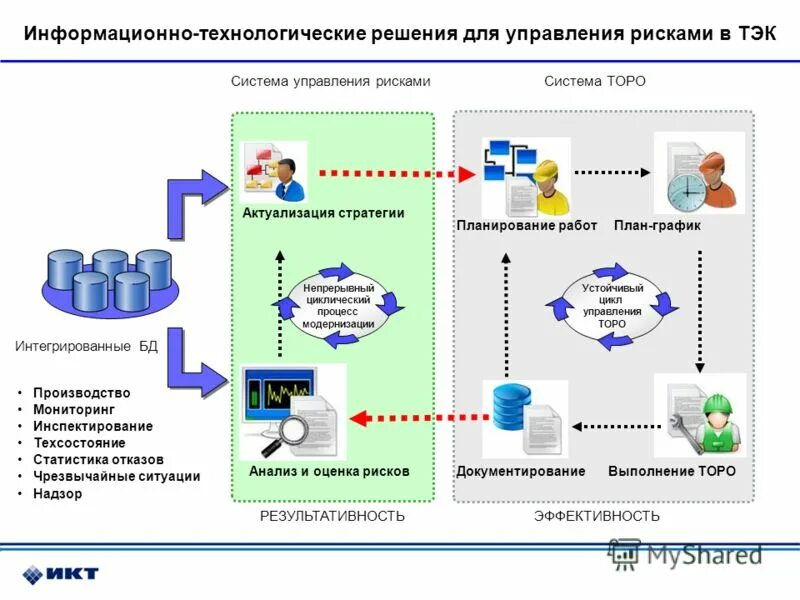 Информационно-технологические решения для управления рисками в ТЭК
Система управления рисками
Система ТОРО
Актуализация стратегии
Планирование работ
План-график
Непрерывный
циклический
процесс
модернизации
Устойчивый
цикл
управления
ТОРО
Интегрированные БД
• Производство
• Мониторинг
• Инспектирование
• Техсостояние
• Статистика отказов
• Чрезвычайные ситуации
• Надзор
Анализ и оценка рисков
Документирование
Выполнение ТОРО
РЕЗУЛЬТАТИВНОСТЬ
ЭФФЕКТИВНОСТЬ
ИКТ
MyShared